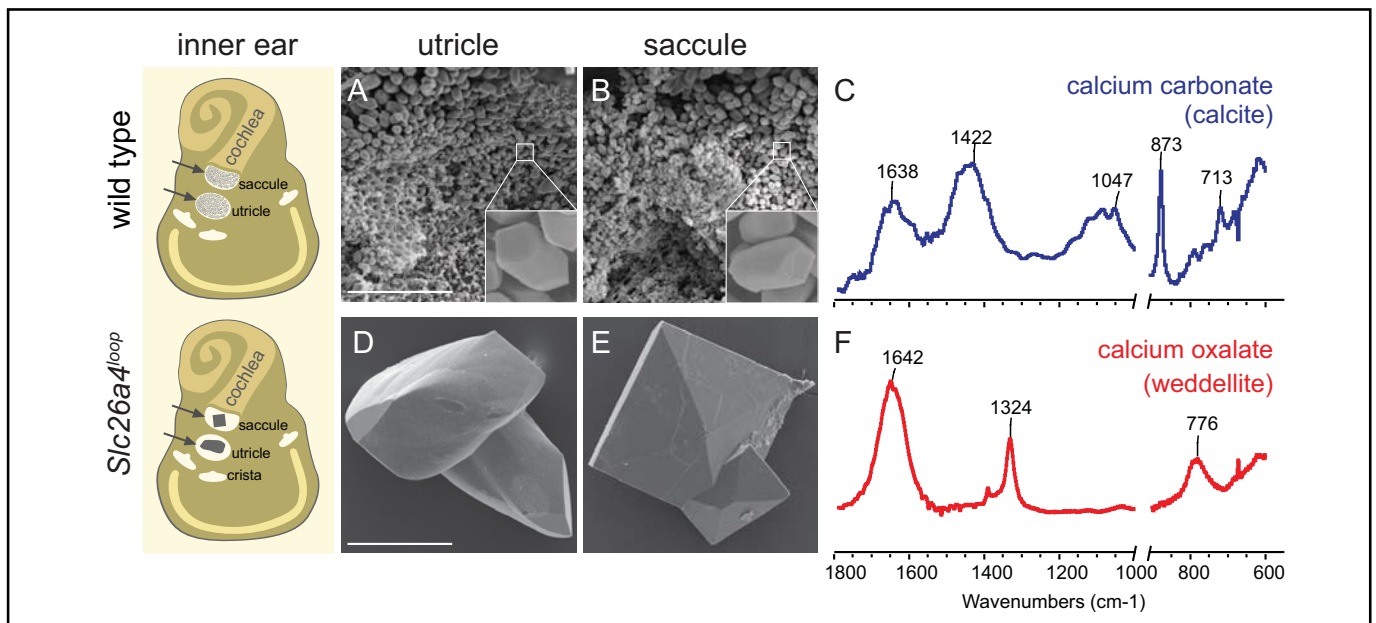 inner ear
utricle
saccule
wild type
cochlea
saccule
utricle
A
B
C
calcium carbonate
(calcite)
1638
1422
1047
873
713
Slc26a4loop
cochlea
saccule
utricle
crista
D
E
F
calcium oxalate
(weddellite)
1642
1324
776
1800 1600 1400 1200 1000 800 600
Wavenumbers (cm-1)